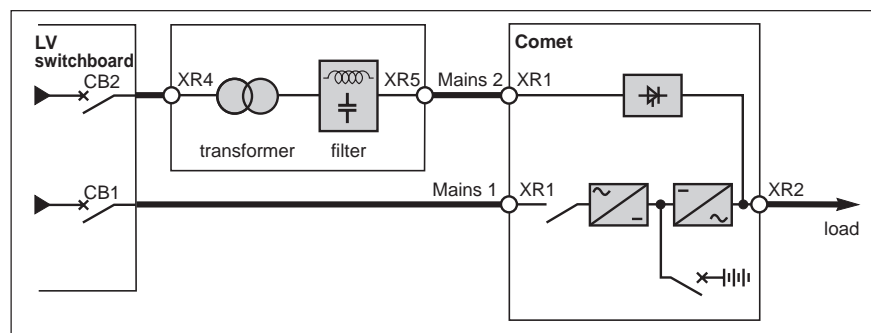 LV
switchboard
CB2
XR4
transformer
filter
XR5
Mains 2
Comet
XR1
CB1
Mains 1
XR1
XR2
load